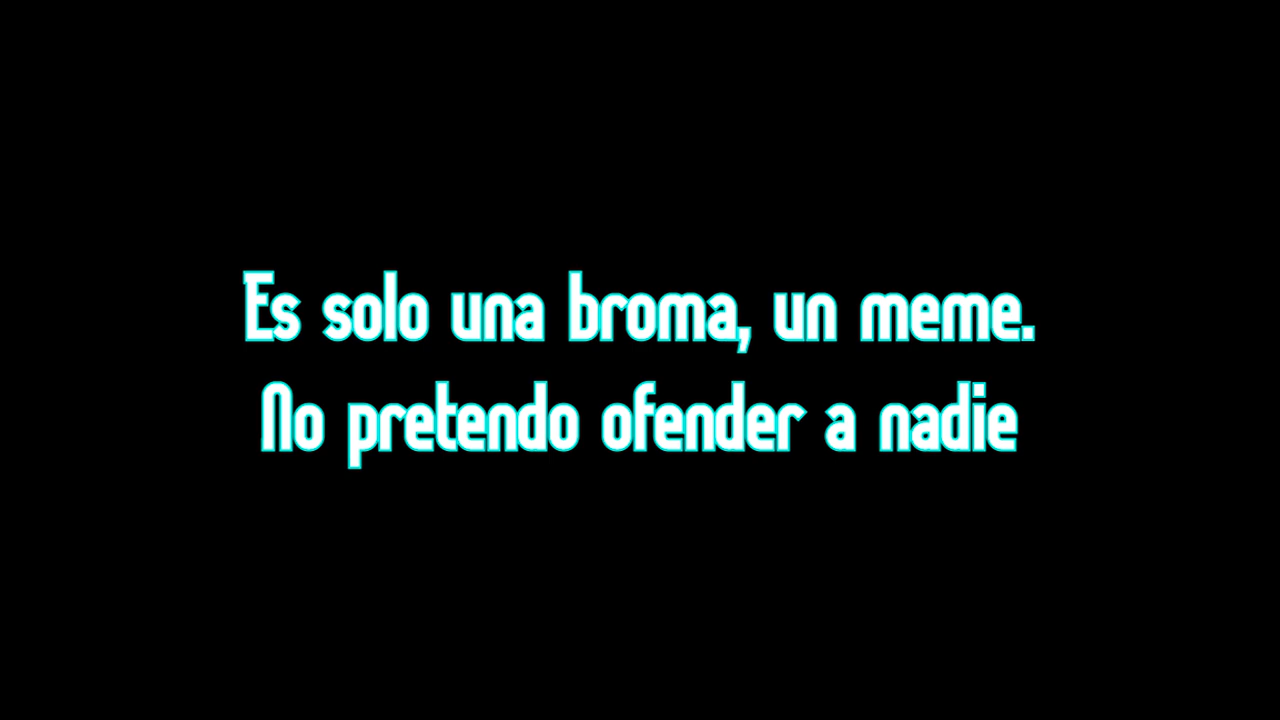 Es solo una broma, un meme.
No pretendo ofender a nadie